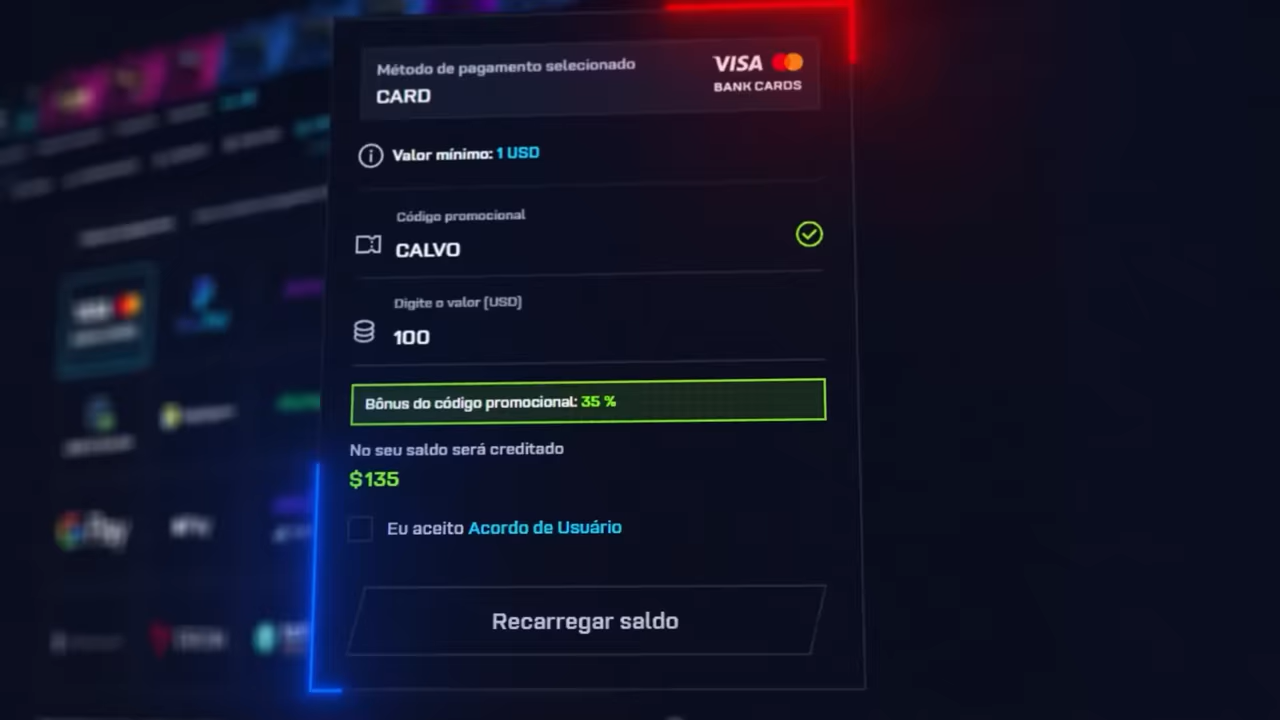 Método de pagamento selecionado
CARD
VISA
BANK CARDS
Valor mínimo: 1 USD
Código promocional
CALVO
Digite o valor (USD)
100
Bônus do código promocional: 35 %
No seu saldo será creditado
$135
Eu aceito Acordo de Usuário
Recarregar saldo